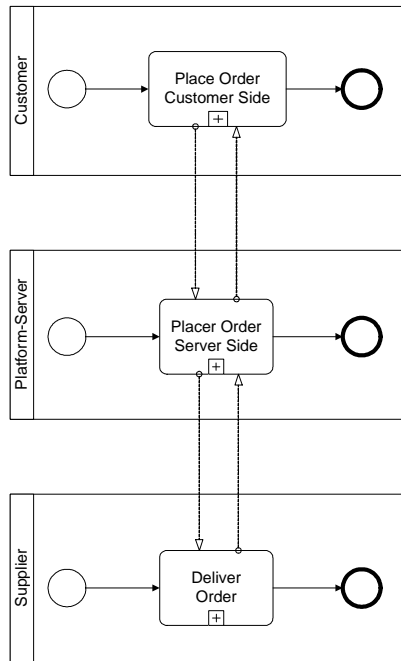 Customer
Place Order
Customer Side
Platform-Server
Placer Order
Server Side
Supplier
Deliver
Order